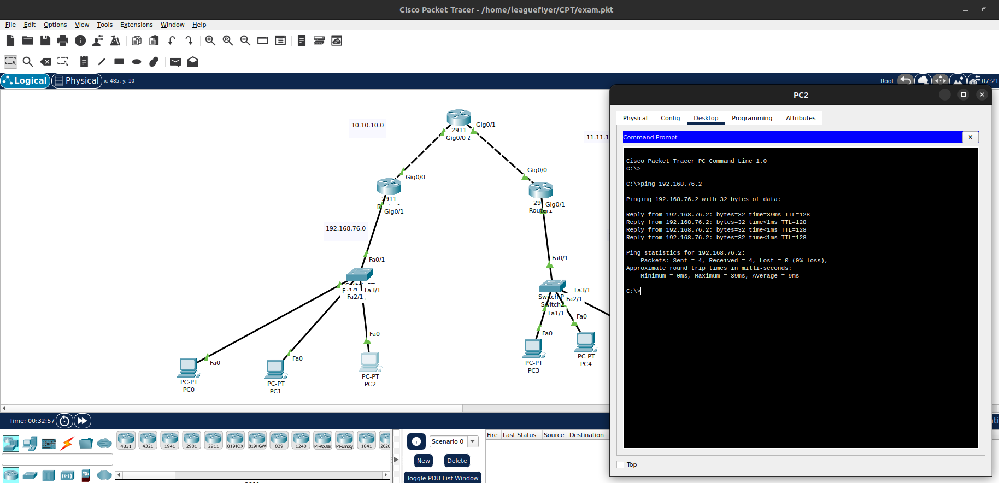 Cisco Packet Tracer - /home/leagueflyer/CPT/exam.pkt
File Edit Options View Tools Extensions Window Help
Logical Physical x: 485, y: 10
Root 07:21
10.10.10.0
2911
Gig0/0 2
Gig0/1
11.11.1
Gig0/0
2911
Gig0/1
Gig0/0
Gig0/1
Router1
192.168.76.0
Fa0/1
Fa1/1
Fa3/1
Fa2/1
Fa0
PC-PT
PC0
Fa0
PC-PT
PC1
Fa0
PC-PT
PC2
Fa0/1
Fa3/1
Fa2/1
Fa1/1
Fa0
PC-PT
PC3
Fa0
PC-PT
PC4
PC2
Physical Config Desktop Programming Attributes
Command Prompt X
Cisco Packet Tracer PC Command Line 1.0
C:\>
C:\>ping 192.168.76.2
Pinging 192.168.76.2 with 32 bytes of data:
Reply from 192.168.76.2: bytes=32 time=39ms TTL=128
Reply from 192.168.76.2: bytes=32 time<1ms TTL=128
Reply from 192.168.76.2: bytes=32 time<1ms TTL=128
Reply from 192.168.76.2: bytes=32 time<1ms TTL=128
Ping statistics for 192.168.76.2:
Packets: Sent = 4, Received = 4, Lost = 0 (0% loss),
Approximate round trip times in milli-seconds:
Minimum = 0ms, Maximum = 39ms, Average = 9ms
C:\>
Top
Time: 00:32:57
4331 4321 1941 2901 2911 819IOX 819HGW 829 1240 PT-Router PT-Empty 1841 2620
Scenario 0
New Delete
Toggle PDU List Window
Fire Last Status Source Destination